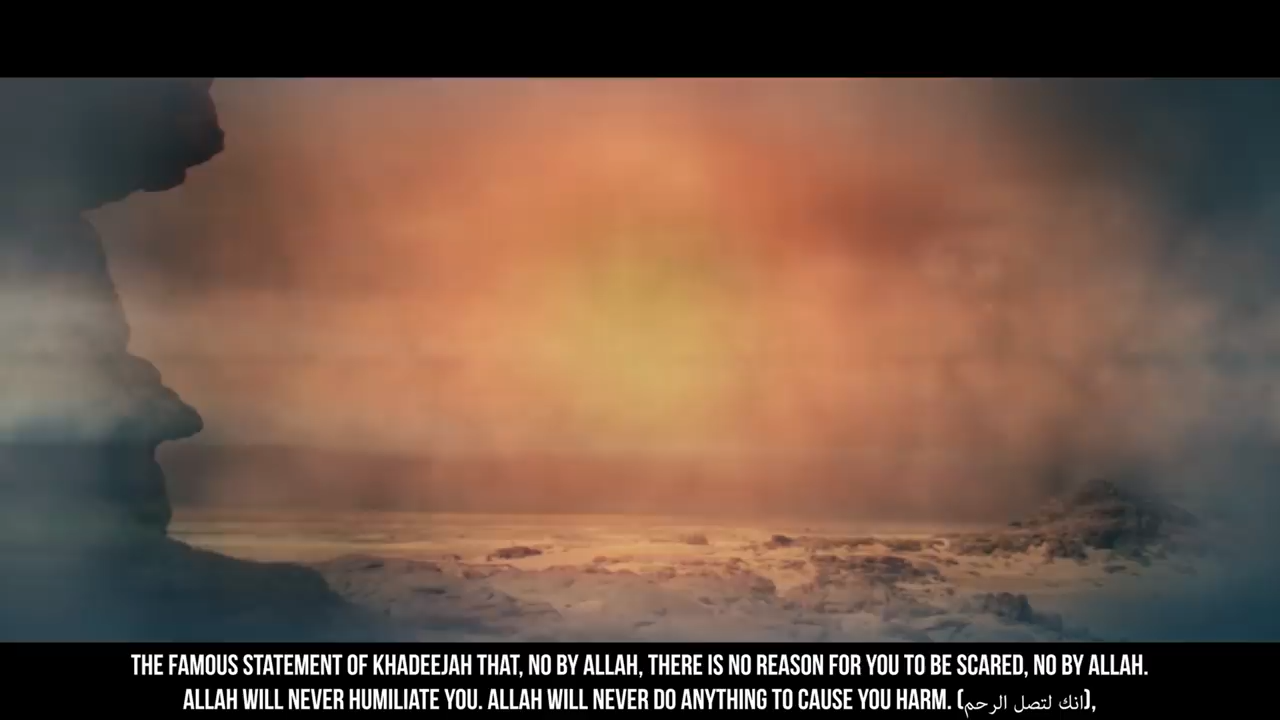 THE FAMOUS STATEMENT OF KHADEEJAH THAT, NO BY ALLAH, THERE IS NO REASON FOR YOU TO BE SCARED, NO BY ALLAH.
ALLAH WILL NEVER HUMILIATE YOU. ALLAH WILL NEVER DO ANYTHING TO CAUSE YOU HARM. (انك لتصل الرحم),